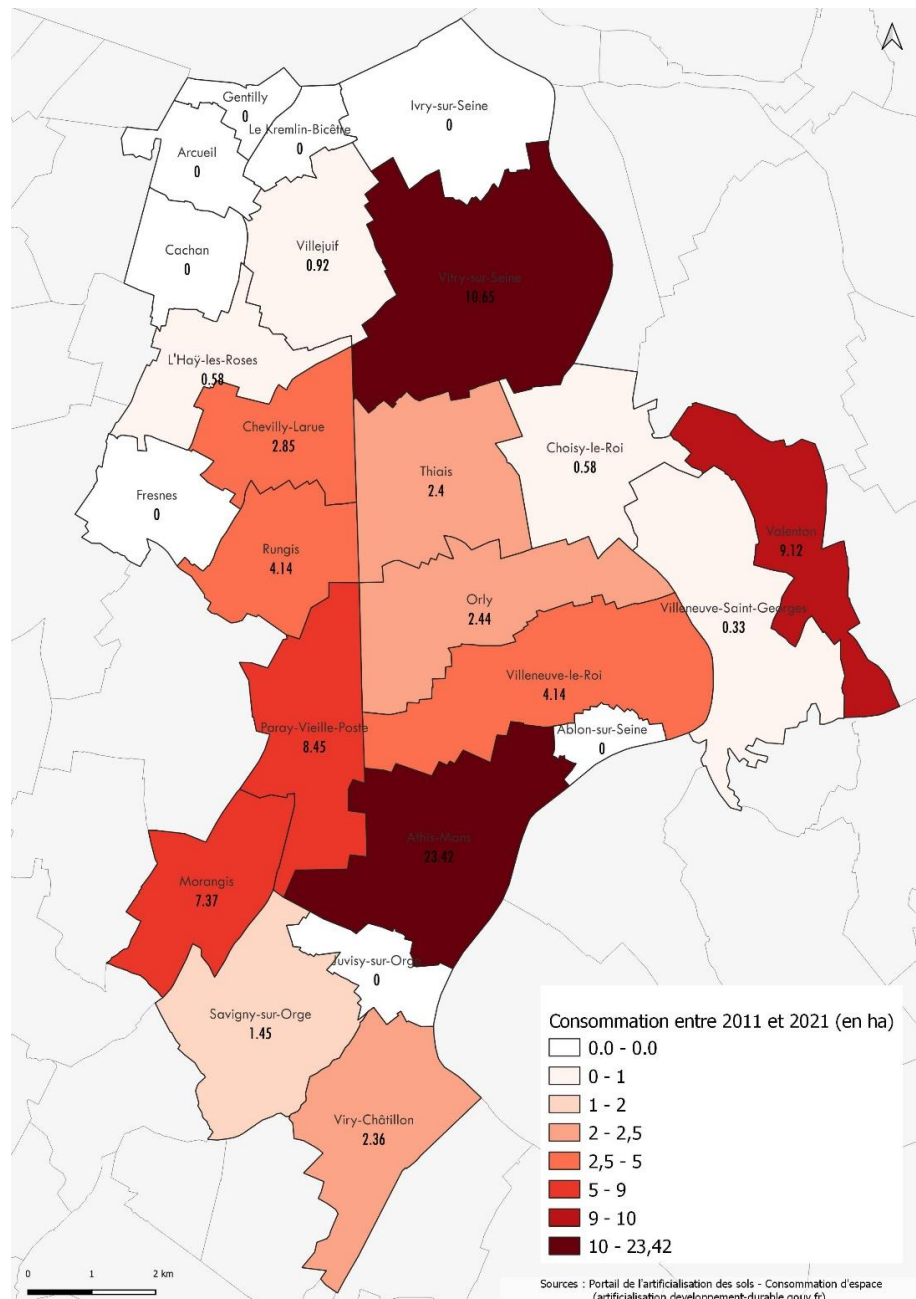 Gentilly
0
Le Kremlin-Bicêtre
0
Ivry-sur-Seine
0
Arcueil
0
Cachan
0
Villejuif
0.92
Vitry-sur-Seine
10.65
L'Haÿ-les-Roses
0.58
Chevilly-Larue
2.85
Thiais
2.4
Choisy-le-Roi
0.58
Fresnes
0
Rungis
4.14
Valenton
9.12
Orly
2.44
Villeneuve-Saint-Georges
0.33
Villeneuve-le-Roi
4.14
Paray-Vieille-Poste
8.45
Ablon-sur-Seine
0
Athis-Mons
23.42
Morangis
7.37
Juvisy-sur-Orge
0
Savigny-sur-Orge
1.45
Viry-Châtillon
2.36
Consommation entre 2011 et 2021 (en ha)
0.0 - 0.0
0 - 1
1 - 2
2 - 2,5
2,5 - 5
5 - 9
9 - 10
10 - 23,42
0 1 2 km
Sources : Portail de l'artificialisation des sols - Consommation d'espace
(artificialisation.developpement-durable.gouv.fr)